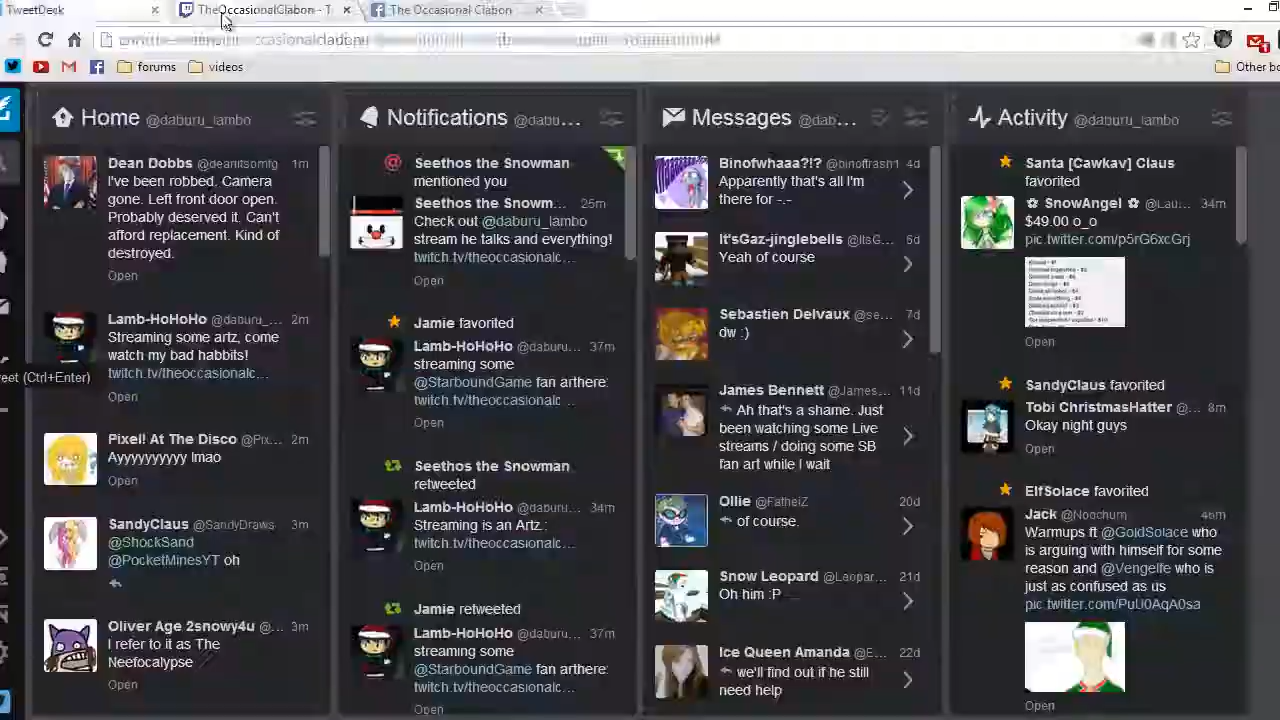 TweetDeck
TheOccasionalClabon - T
The Occasional Clabon
forums
videos
Other bo
Home @daburu_lambo
Dean Dobbs @deanitsomfg 1m
I've been robbed. Camera
gone. Left front door open.
Probably deserved it. Can't
afford replacement. Kind of
destroyed.
Open
Lamb-HoHoHo @daburu_... 2m
Streaming some artz, come
watch my bad habbits!
twitch.tv/theoccasionalc...
eet (Ctrl+Enter)
Open
Pixel! At The Disco @Pix... 2m
Ayyyyyyyyy lmao
Open
SandyClaus @SandyDraws 3m
@ShockSand
@PocketMinesYT oh
Oliver Age 2snowy4u @... 3m
I refer to it as The
Neefocalypse
Open
Notifications @dabu...
Seethos the Snowman
mentioned you
Seethos the Snowm... 25m
Check out @daburu_lambo
stream he talks and everything!
twitch.tv/theoccasionalc...
Open
Jamie favorited
Lamb-HoHoHo @daburu... 37m
streaming some
@StarboundGame fan arthere:
twitch.tv/theoccasionalc...
Open
Seethos the Snowman
retweeted
Lamb-HoHoHo @daburu... 34m
Streaming is an Artz.:
twitch.tv/theoccasionalc...
Open
Jamie retweeted
Lamb-HoHoHo @daburu... 37m
streaming some
@StarboundGame fan arthere:
twitch.tv/theoccasionalc...
Open
Messages @dab...
Binofwhaaa?!? @binoftrash1 4d
Apparently that's all I'm
there for -.-
It'sGaz-jinglebells @ItsG... 6d
Yeah of course
Sebastien Delvaux @se... 7d
dw :)
James Bennett @James... 11d
Ah that's a shame. Just
been watching some Live
streams / doing some SB
fan art while I wait
Ollie @FatheiZ 20d
of course.
Snow Leopard @Leopar... 21d
Oh him :P
Ice Queen Amanda @E... 22d
we'll find out if he still
need help
Activity @daburu_lambo
Santa [Cawkav] Claus
favorited
✿ SnowAngel ✿ @Lau... 34m
$49.00 o_o
pic.twitter.com/p5rG6xcGrj
Open
SandyClaus favorited
Tobi ChristmasHatter @... 8m
Okay night guys
Open
ElfSolace favorited
Jack @Noochum 46m
Warmups ft @GoldSolace who
is arguing with himself for some
reason and @Vengelfe who is
just as confused as us
pic.twitter.com/PuU0AqA0sa
Open